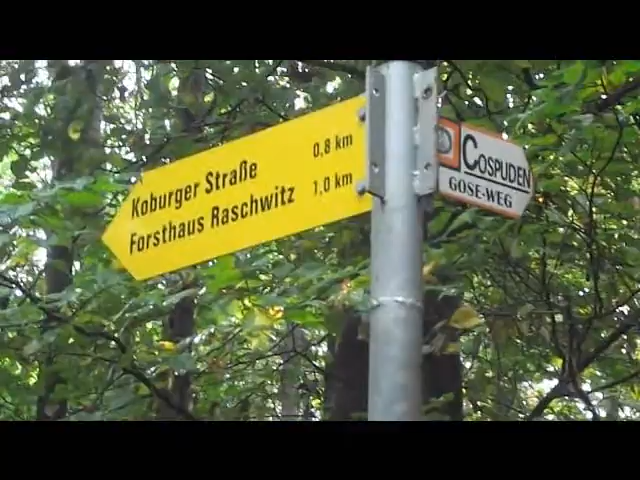 Koburger Straße 0,8 km
Forsthaus Raschwitz 1,0 km
COSPUDEN
GOSE-WEG